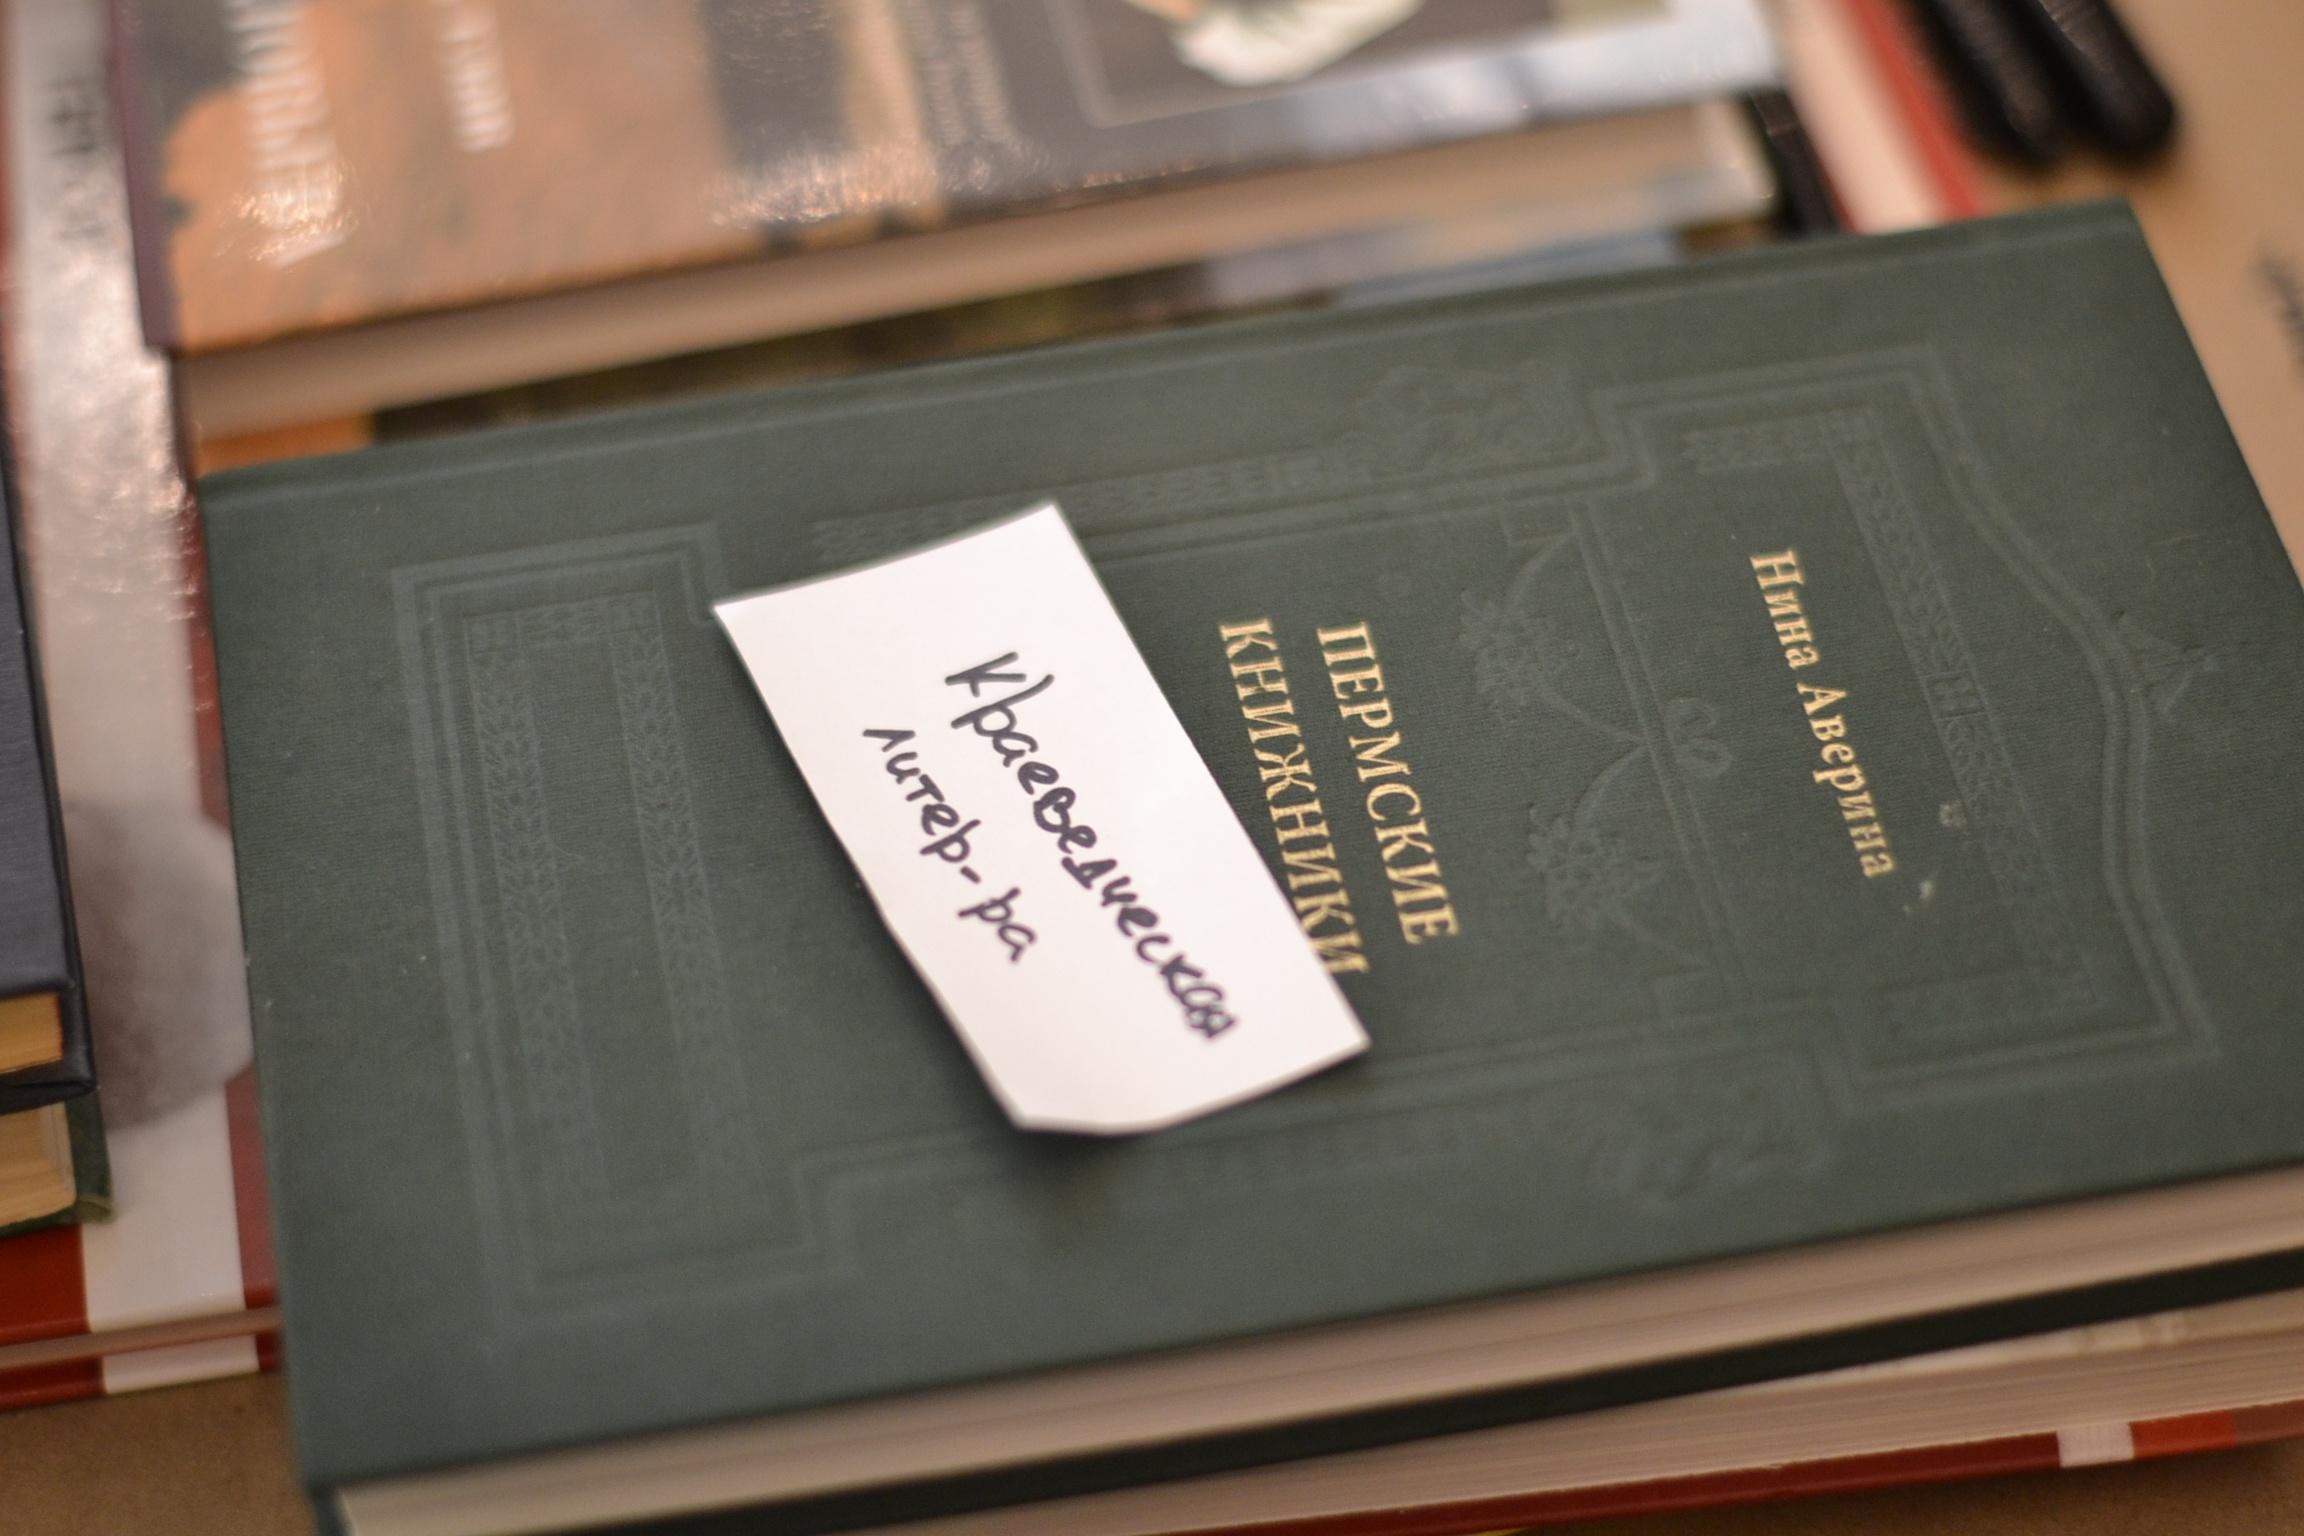 Нина Аверина
ПЕРМСКИЕ
КНИЖНИКИ
Краеведческая
литер-ра